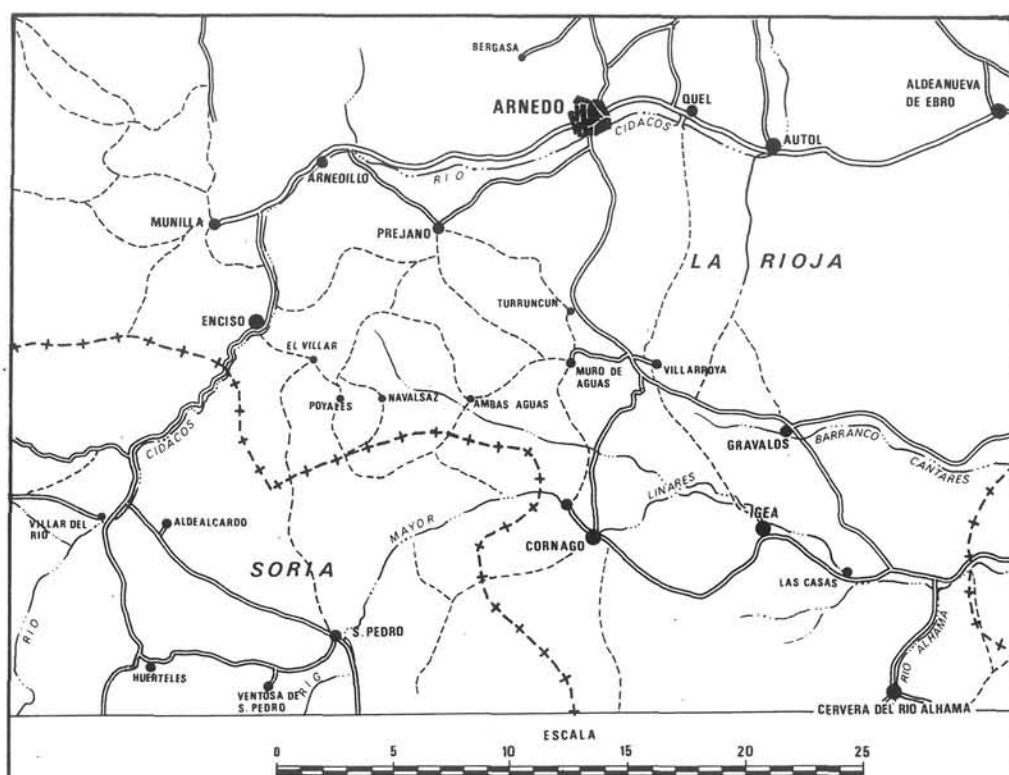 BERGASA
ALDEANUEVA
DE EBRO
ARNEDO
QUEL
CIDACOS
AUTOL
ARNEDILLO
RIO
MUNILLA
PREJANO
LA RIOJA
TURRUNCUN
ENCISO
EL VILLAR
MURO DE
AGUAS
VILLARROYA
POYALES
NAVALSAZ
AMBAS AGUAS
CIDACOS
GRAVALOS
BARRANCO
CANTARES
LINARES
VILLAR DEL
RIO
ALDEALCARDO
MAYOR
IGEA
CORNAGO
SORIA
LAS CASAS
RIO
S. PEDRO
RIO ALHAMA
HUERTELES
VENTOSA DE
S. PEDRO
RIG
CERVERA DEL RIO ALHAMA
ESCALA
0 5 10 15 20 25